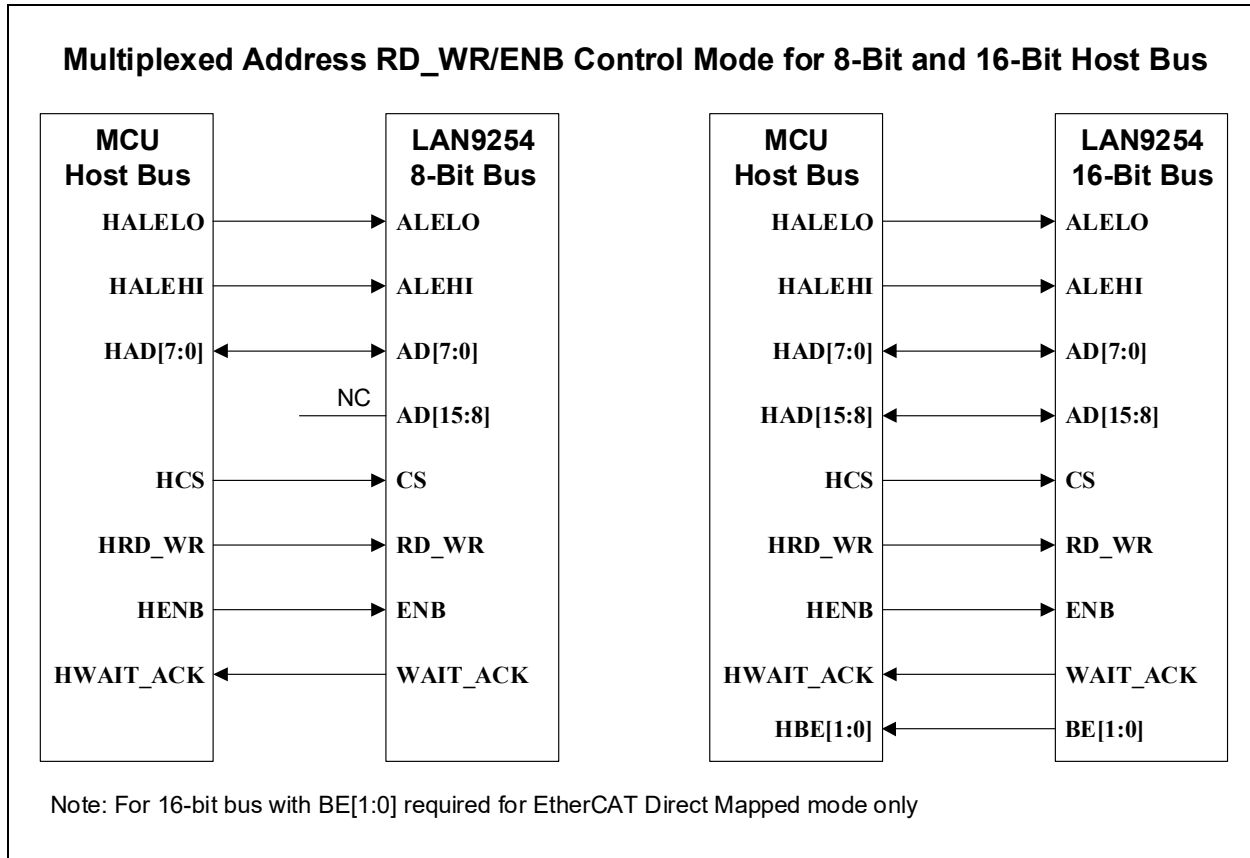 Multiplexed Address RD_WR/ENB Control Mode for 8-Bit and 16-Bit Host Bus
MCU
Host Bus
LAN9254
8-Bit Bus
HALELO
ALELO
HALEHI
ALEHI
HAD[7:0]
AD[7:0]
NC
AD[15:8]
HCS
CS
HRD_WR
RD_WR
HENB
ENB
HWAIT_ACK
WAIT_ACK
MCU
Host Bus
LAN9254
16-Bit Bus
HALELO
ALELO
HALEHI
ALEHI
HAD[7:0]
AD[7:0]
HAD[15:8]
AD[15:8]
HCS
CS
HRD_WR
RD_WR
HENB
ENB
HWAIT_ACK
WAIT_ACK
HBE[1:0]
BE[1:0]
Note: For 16-bit bus with BE[1:0] required for EtherCAT Direct Mapped mode only